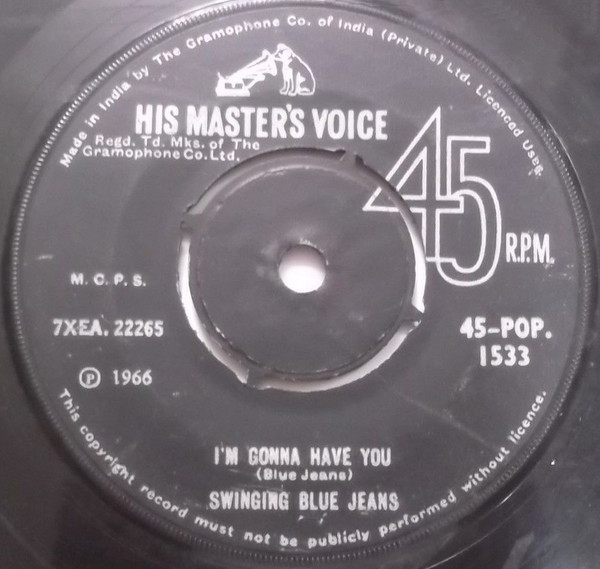 Made in India by The Gramophone Co. of India (Private) Ltd. Licenced User.
HIS MASTER'S VOICE
Regd. Td. Mks. of The
Gramophone Co. Ltd.
45
R.P.M.
M. C. P. S.
7XEA. 22265
45-POP.
1533
Ⓟ 1966
I'M GONNA HAVE YOU
(Blue Jeans)
SWINGING BLUE JEANS
This copyright record must not be publicly performed without licence.